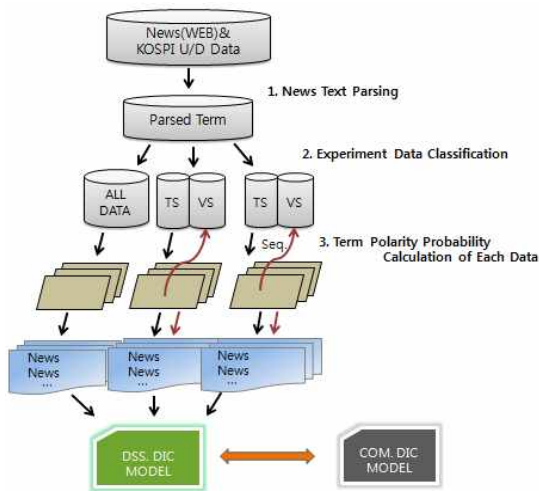 News(WEB)&
KOSPI U/D Data
1. News Text Parsing
Parsed Term
2. Experiment Data Classification
ALL
DATA
TS
VS
TS
VS
Seq.
3. Term Polarity Probability
Calculation of Each Data
News
News
...
News
News
...
News
News
...
DSS. DIC
MODEL
COM. DIC
MODEL